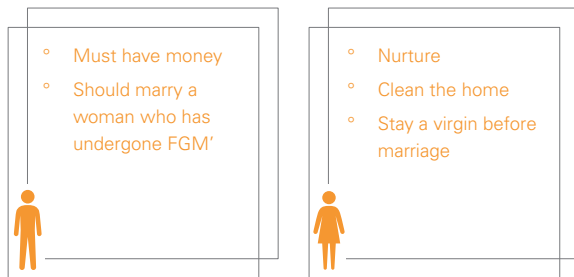 ° Must have money
° Should marry a
woman who has
undergone FGM’
° Nurture
° Clean the home
° Stay a virgin before
marriage